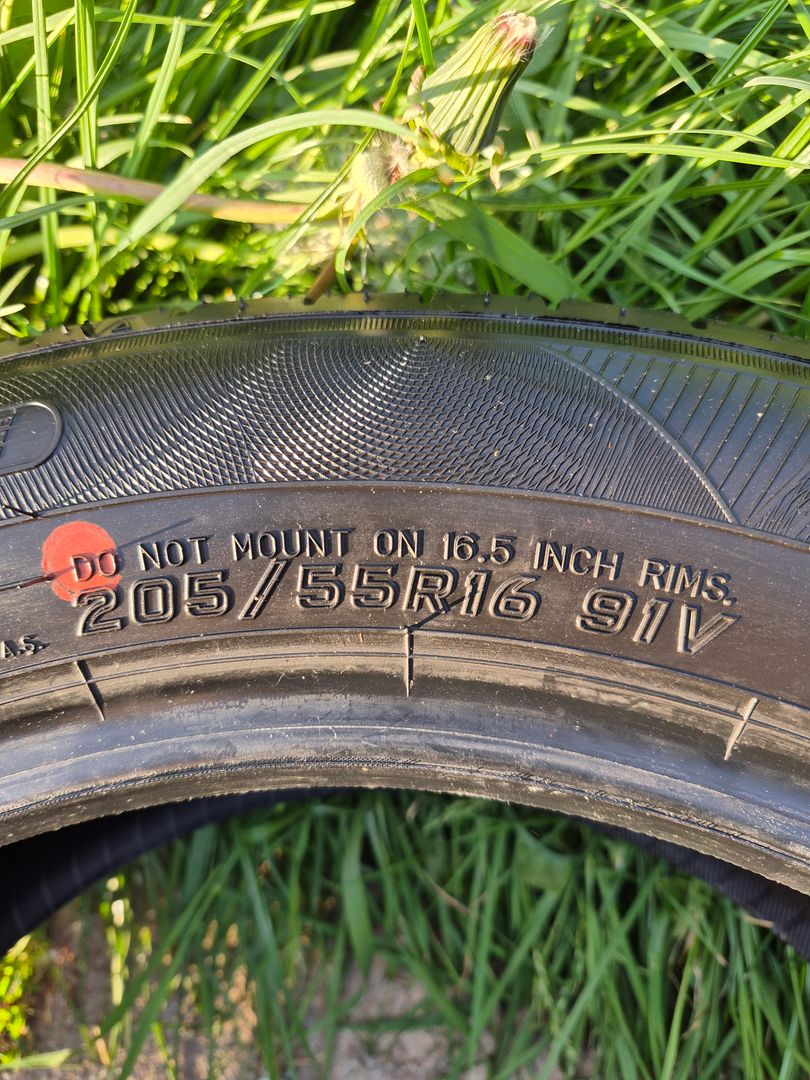 DO NOT MOUNT ON 16.5 INCH RIMS.
205/55R16 91V
A.S.